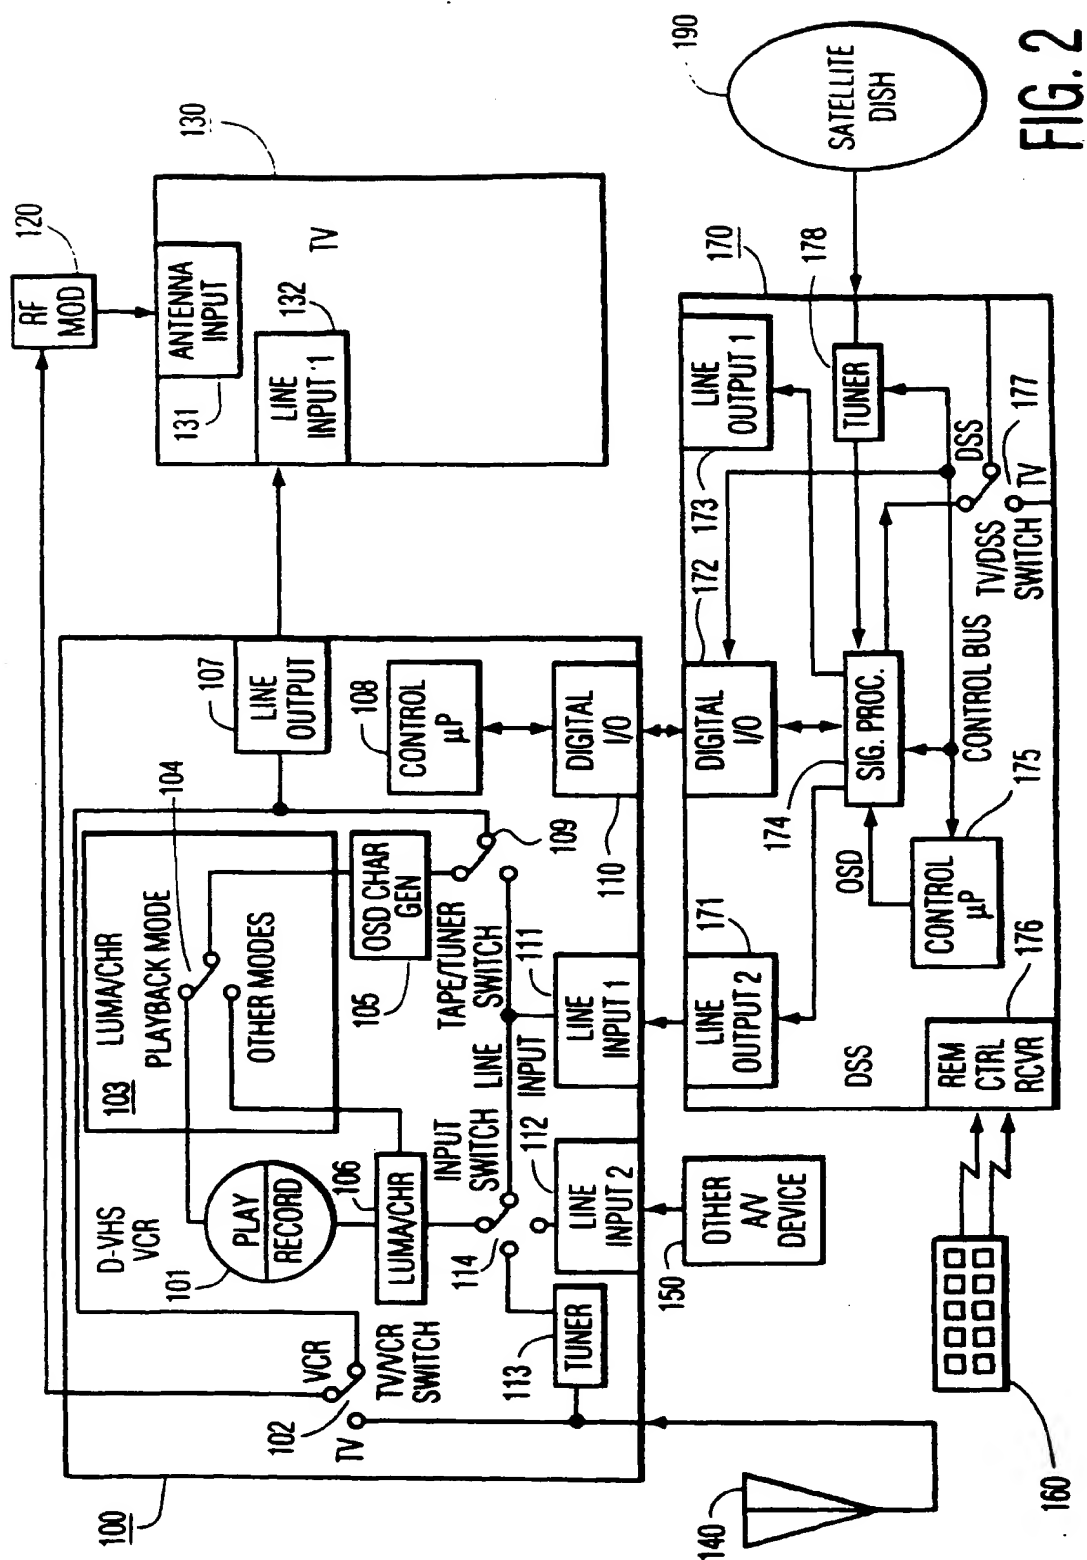 120
RF
MOD
130
ANTENNA
INPUT
131
TV
132
LINE
INPUT 1
190
SATELLITE
DISH
FIG. 2
100
D-VHS
VCR
103
LUMA/CHR
PLAYBACK MODE
104
OTHER MODES
107
LINE
OUTPUT
101
PLAY
RECORD
105
OSD CHAR
GEN
108
CONTROL
µP
106
LUMA/CHR
109
TAPE/TUNER
SWITCH
102
VCR
TV
TV/VCR
SWITCH
114
INPUT
SWITCH
LINE
INPUT
113
TUNER
112
LINE
INPUT 2
111
LINE
INPUT 1
110
DIGITAL
I/O
140
150
OTHER
A/V
DEVICE
160
170
DSS
171
LINE
OUTPUT 2
172
DIGITAL
I/O
173
LINE
OUTPUT 1
178
TUNER
174
SIG. PROC.
OSD
CONTROL BUS
175
CONTROL
µP
176
REM
CTRL
RCVR
177
DSS
TV
TV/DSS
SWITCH